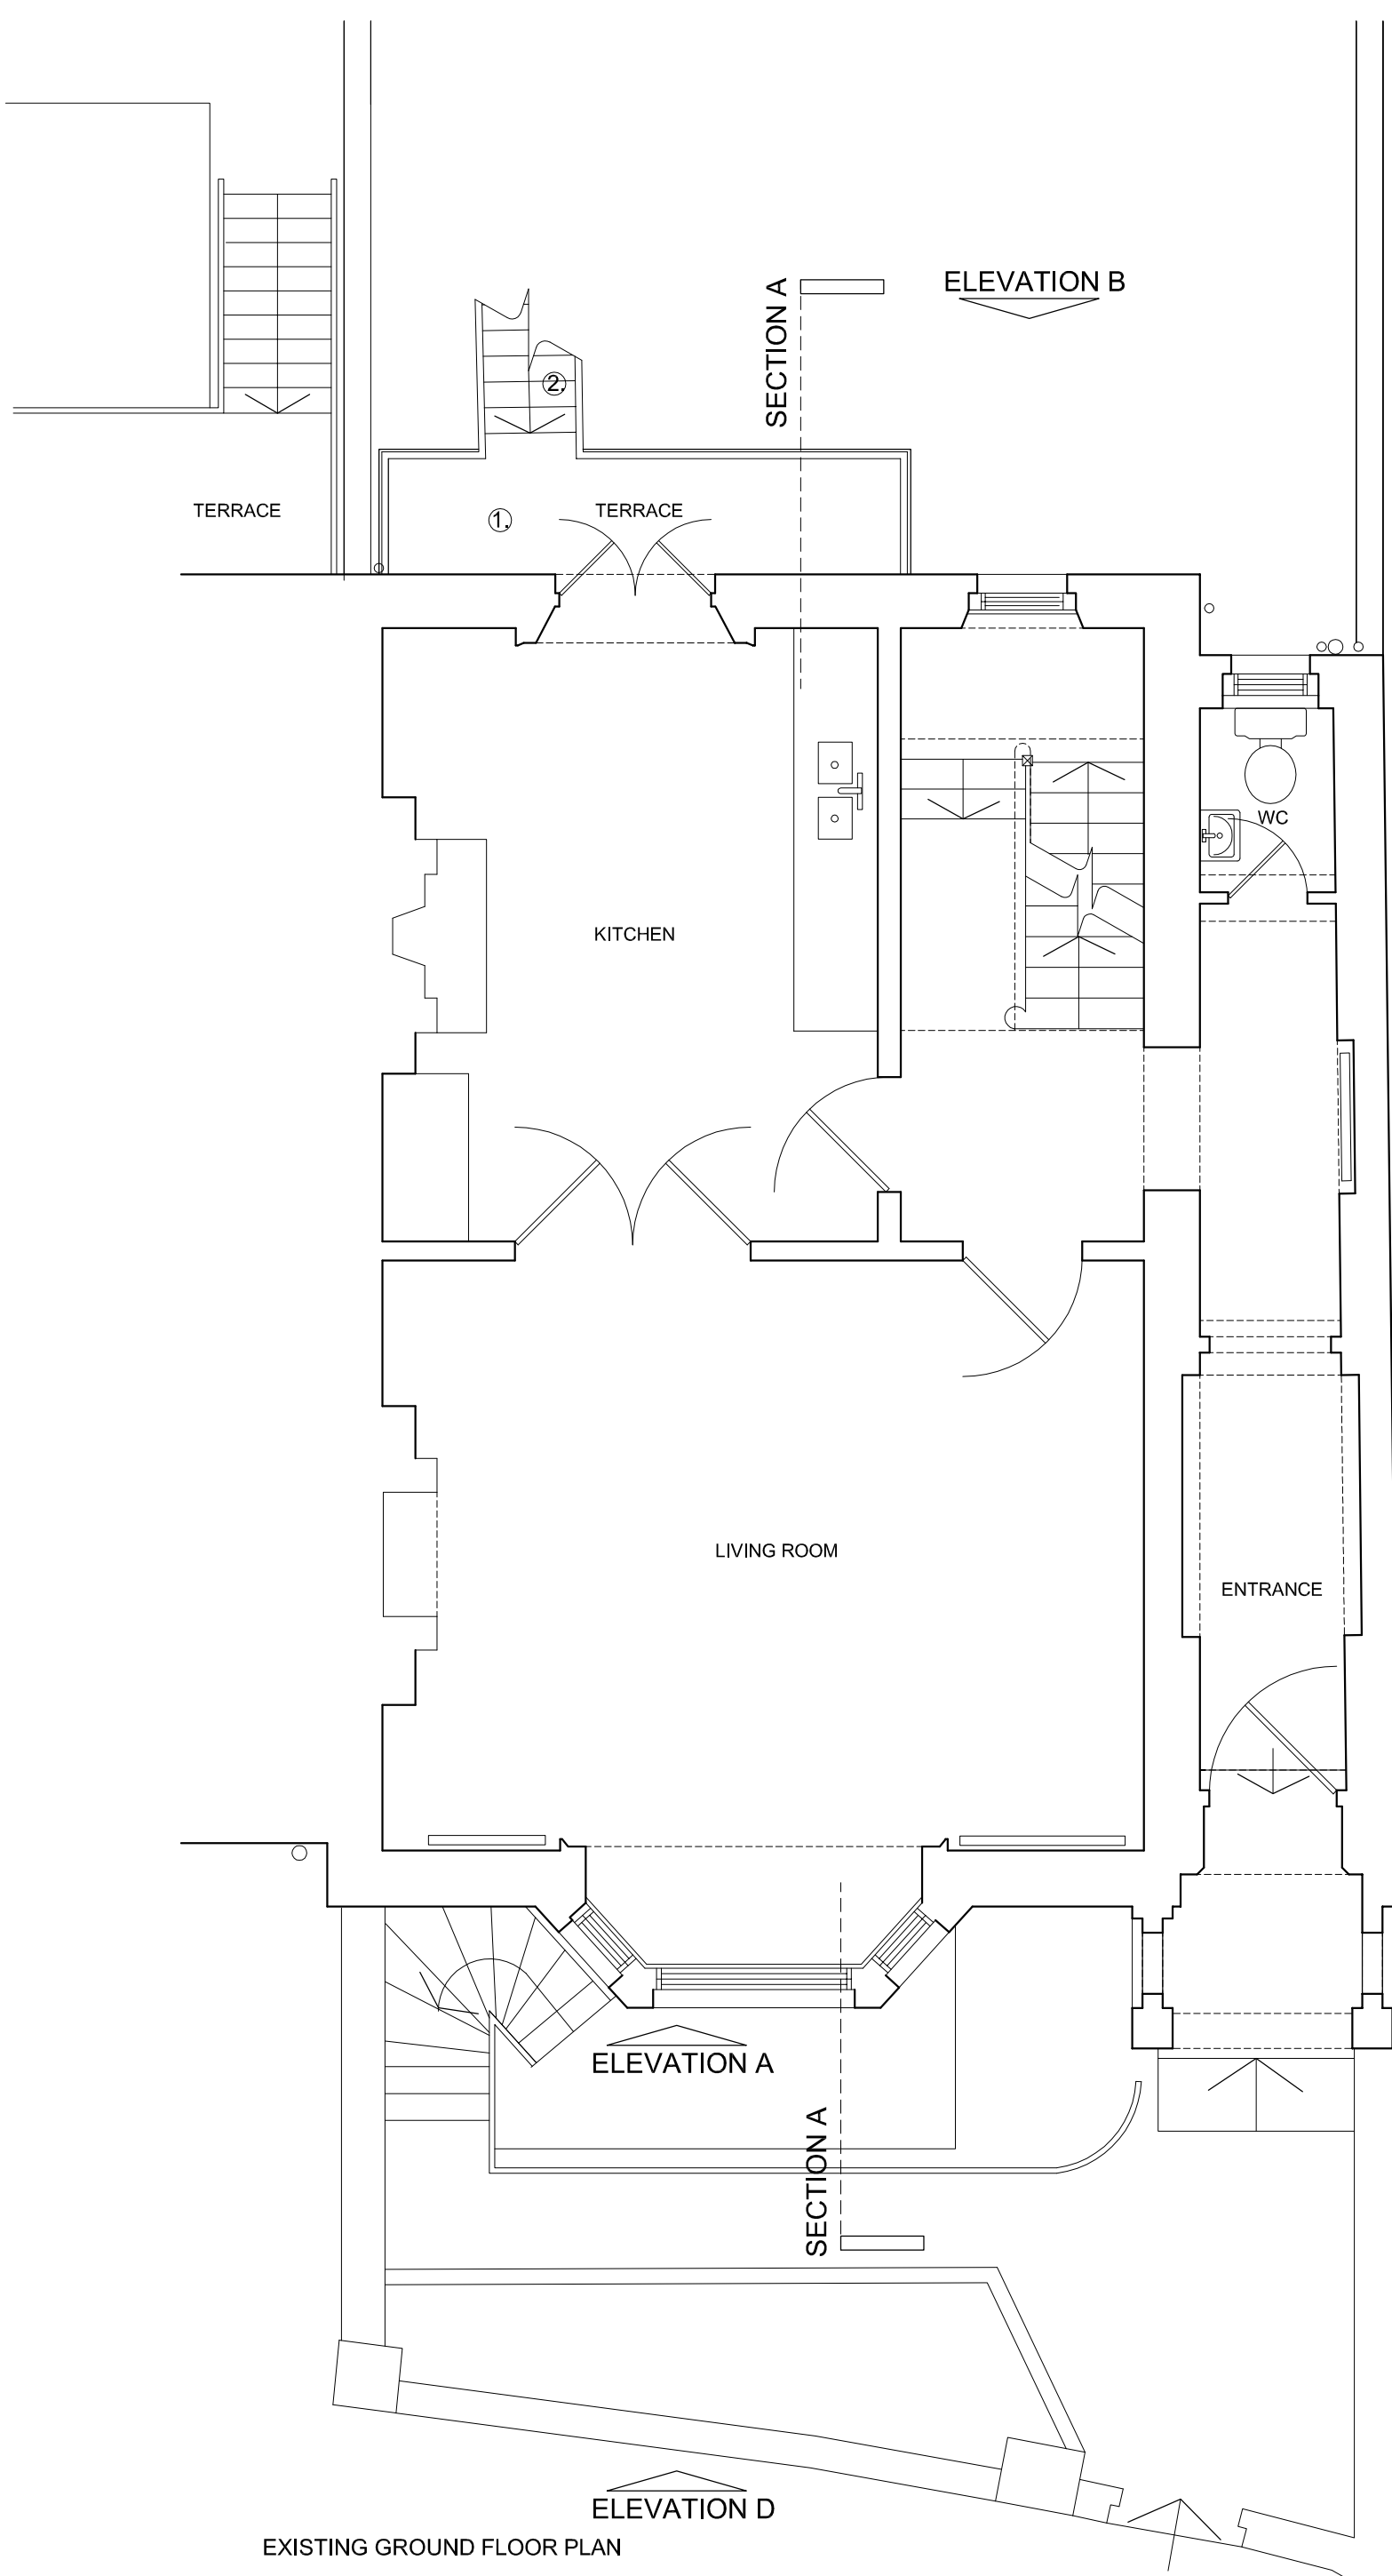 ELEVATION B
SECTION A
2.
TERRACE
1.
TERRACE
WC
KITCHEN
LIVING ROOM
ENTRANCE
ELEVATION A
SECTION A
ELEVATION D
EXISTING GROUND FLOOR PLAN